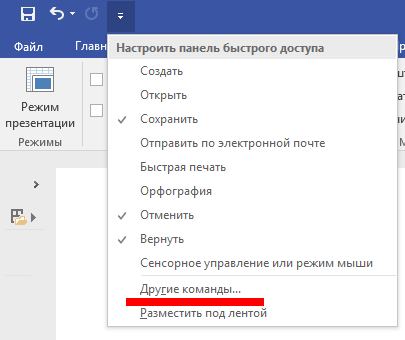 Файл
Главн
Настроить панель быстрого доступа
Создать
Открыть
Сохранить
Отправить по электронной почте
Быстрая печать
Орфография
Отменить
Вернуть
Сенсорное управление или режим мыши
Другие команды...
Разместить под лентой
Режим
презентации
Режимы